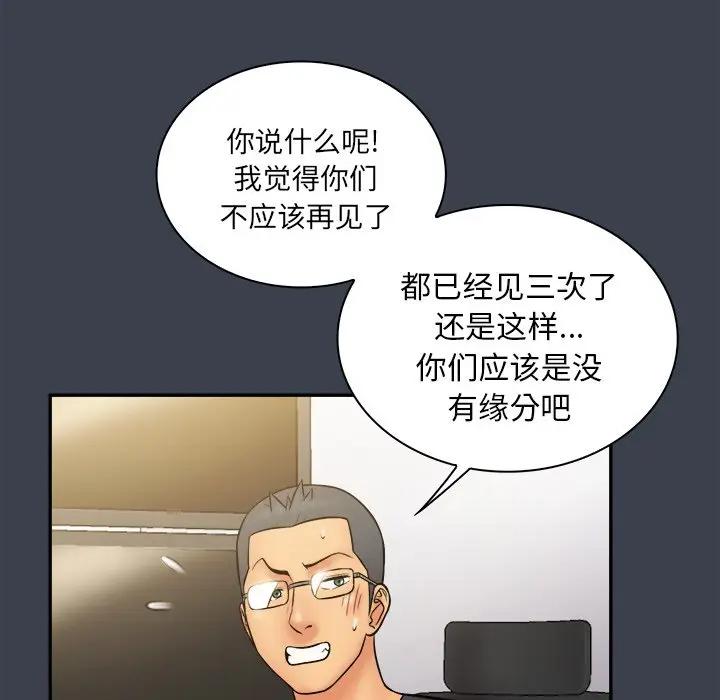 你说什么呢!
我觉得你们
不应该再见了
都已经见三次了
还是这样...
你们应该是没
有缘分吧